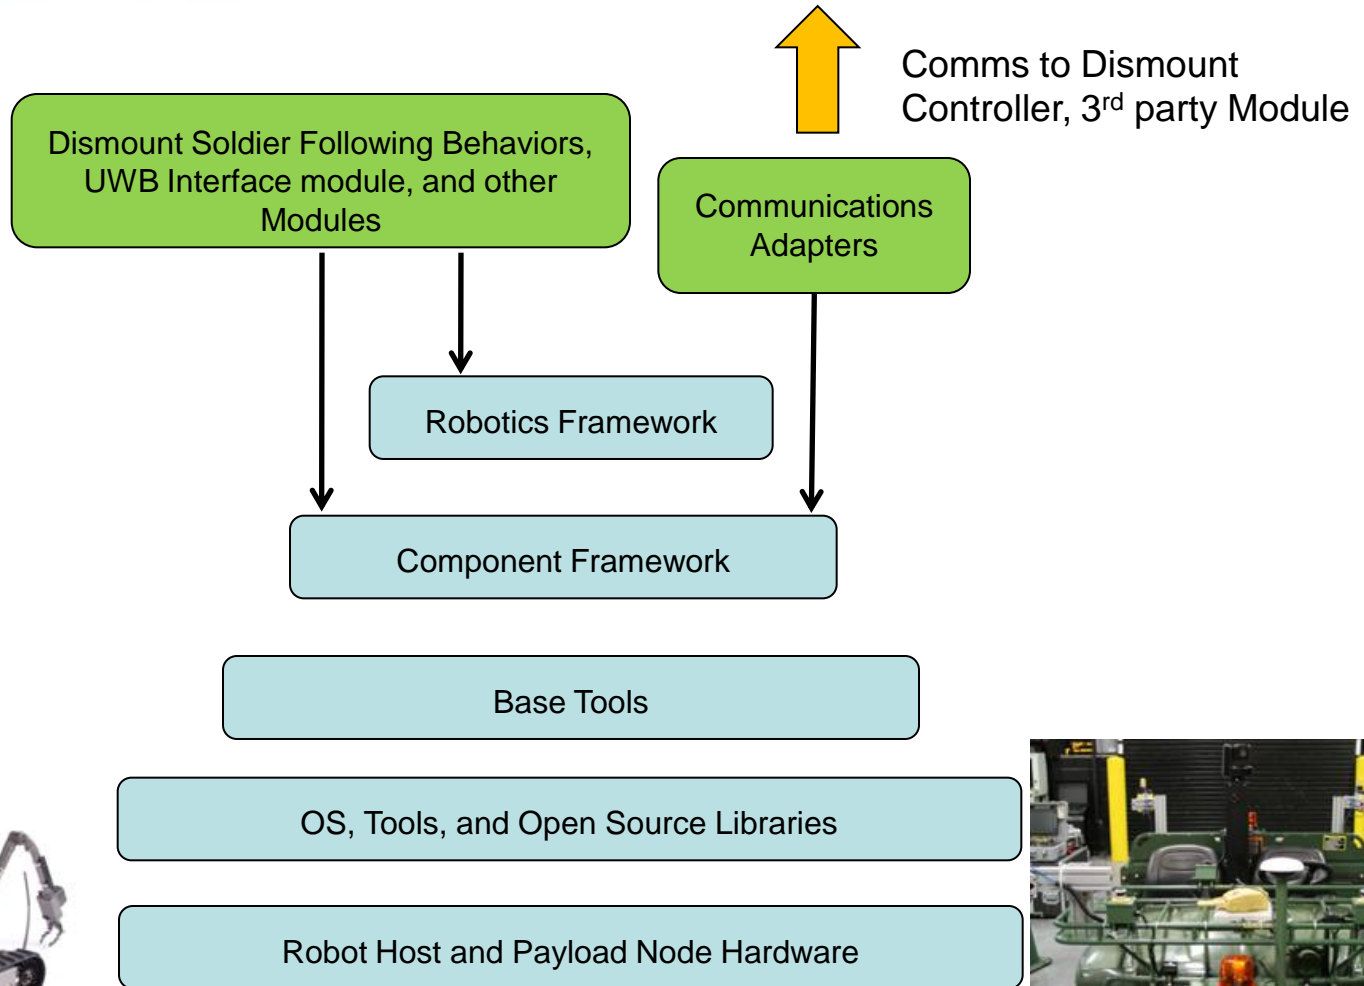 Comms to Dismount
Controller, 3rd party Module
Dismount Soldier Following Behaviors,
UWB Interface module, and other
Modules
Communications
Adapters
Robotics Framework
Component Framework
Base Tools
OS, Tools, and Open Source Libraries
Robot Host and Payload Node Hardware